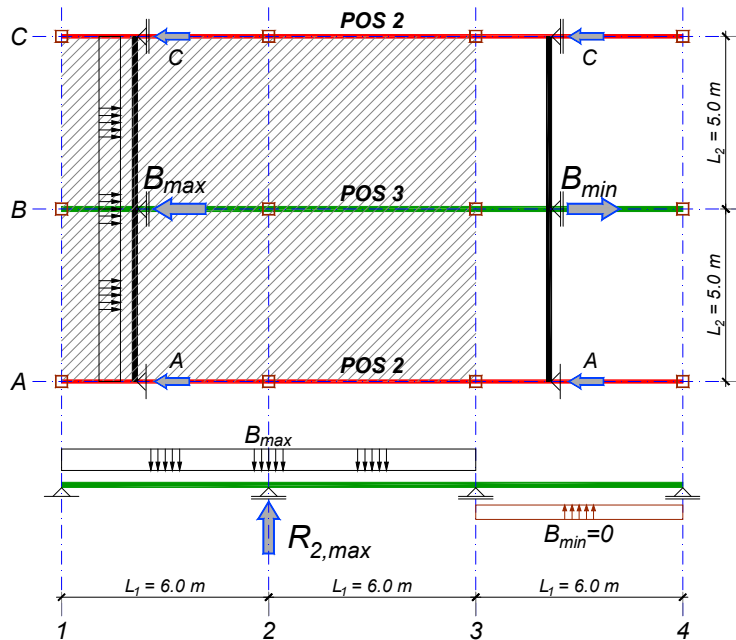 POS 2
C
C
C
L₂ = 5.0 m
Bmax
POS 3
Bmin
B
L₂ = 5.0 m
A
A
POS 2
A
Bmax
R2,max
Bmin=0
L₁ = 6.0 m
L₁ = 6.0 m
L₁ = 6.0 m
1
2
3
4